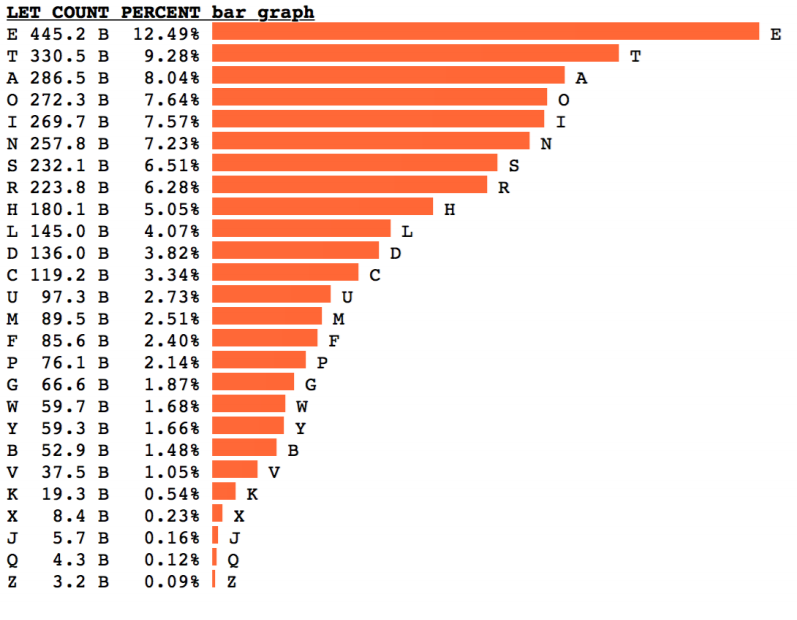 LET COUNT PERCENT bar graph
E 445.2 B 12.49% E
T 330.5 B 9.28% T
A 286.5 B 8.04% A
O 272.3 B 7.64% O
I 269.7 B 7.57% I
N 257.8 B 7.23% N
S 232.1 B 6.51% S
R 223.8 B 6.28% R
H 180.1 B 5.05% H
L 145.0 B 4.07% L
D 136.0 B 3.82% D
C 119.2 B 3.34% C
U 97.3 B 2.73% U
M 89.5 B 2.51% M
F 85.6 B 2.40% F
P 76.1 B 2.14% P
G 66.6 B 1.87% G
W 59.7 B 1.68% W
Y 59.3 B 1.66% Y
B 52.9 B 1.48% B
V 37.5 B 1.05% V
K 19.3 B 0.54% K
X 8.4 B 0.23% X
J 5.7 B 0.16% J
Q 4.3 B 0.12% Q
Z 3.2 B 0.09% Z